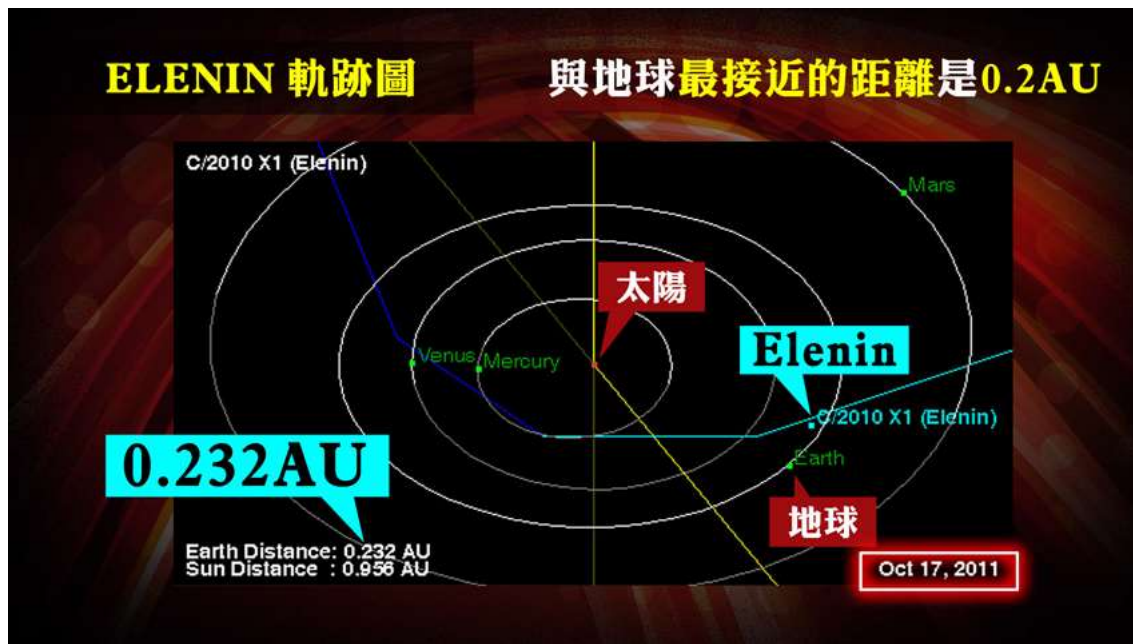 ELENIN 軌跡圖
與地球最接近的距離是0.2AU
C/2010 X1 (Elenin)
Mars
太陽
Elenin
Venus
Mercury
C/2010 X1 (Elenin)
Earth
0.232AU
地球
Earth Distance: 0.232 AU
Sun Distance : 0.956 AU
Oct 17, 2011